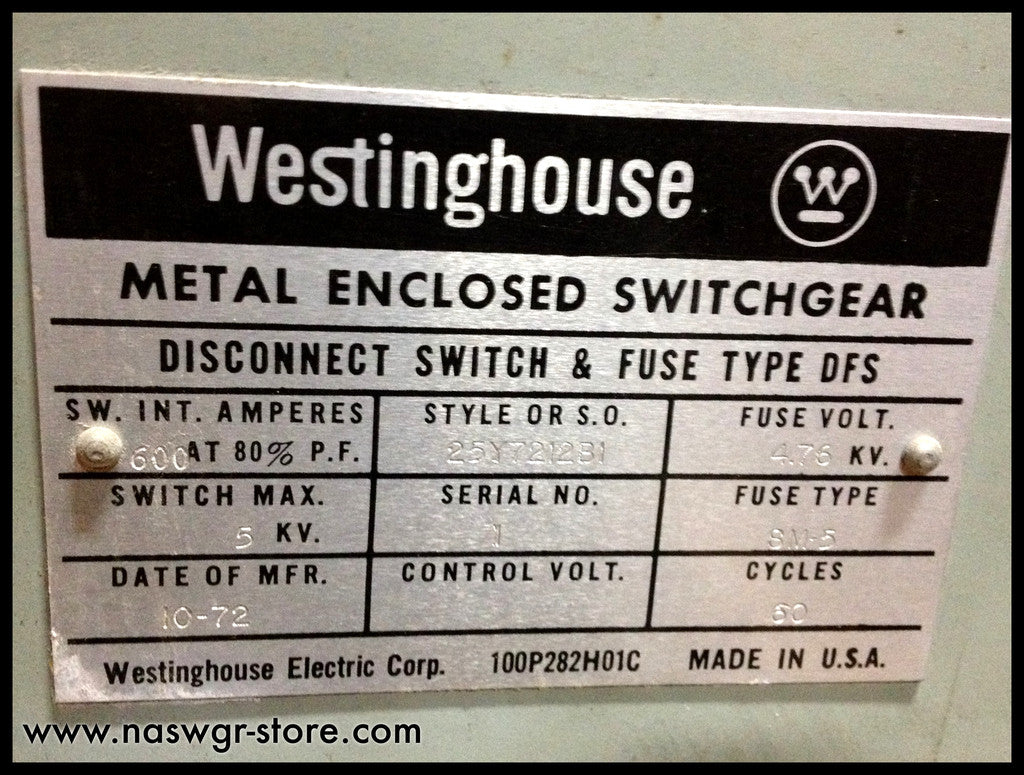 Westinghouse W
METAL ENCLOSED SWITCHGEAR
DISCONNECT SWITCH & FUSE TYPE DFS
SW. INT. AMPERES
600 AT 80% P.F.
STYLE OR S.O.
25Y7212B1
FUSE VOLT.
4.76 KV.
SWITCH MAX.
5 KV.
SERIAL NO.
1
FUSE TYPE
SM-5
DATE OF MFR.
10-72
CONTROL VOLT.
CYCLES
60
Westinghouse Electric Corp. 100P282H01C MADE IN U.S.A.
www.naswgr-store.com